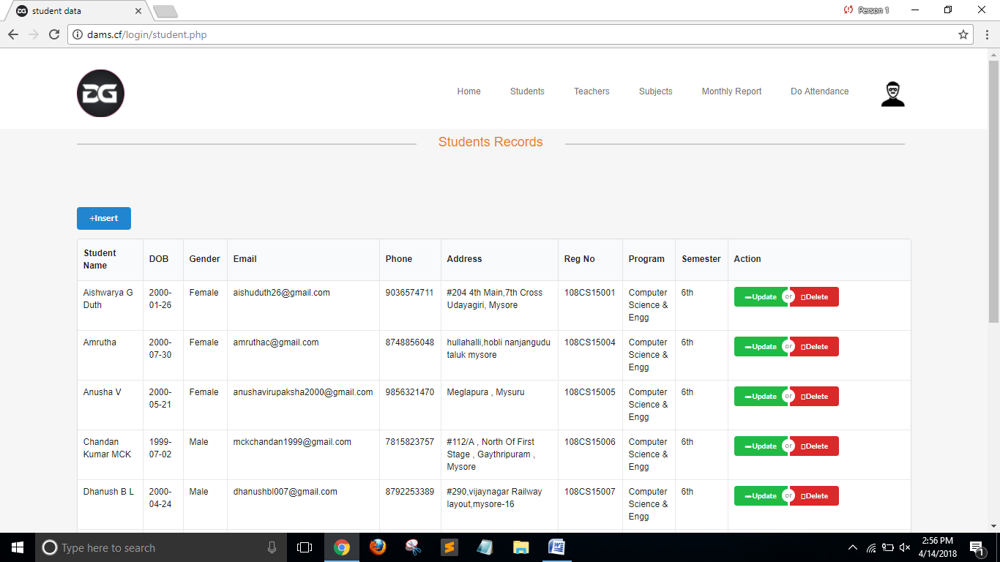 student data
Person 1
dams.cf/login/student.php
Home Students Teachers Subjects Monthly Report Do Attendance
Students Records
+Insert
Student Name DOB Gender Email Phone Address Reg No Program Semester Action
Aishwarya G Duth 2000-01-26 Female aishuduth26@gmail.com 9036574711 #204 4th Main,7th Cross Udayagiri, Mysore 108CS15001 Computer Science & Engg 6th Update or Delete
Amrutha 2000-07-30 Female amruthac@gmail.com 8748856048 hullahalli,hobli nanjangudu taluk mysore 108CS15004 Computer Science & Engg 6th Update or Delete
Anusha V 2000-05-21 Female anushavirupaksha2000@gmail.com 9856321470 Meglapura , Mysuru 108CS15005 Computer Science & Engg 6th Update or Delete
Chandan Kumar MCK 1999-07-02 Male mckchandan1999@gmail.com 7815823757 #112/A , North Of First Stage , Gaythripuram , Mysore 108CS15006 Computer Science & Engg 6th Update or Delete
Dhanush B L 2000-04-24 Male dhanushbl007@gmail.com 8792253389 #290,vijaynagar Railway layout,mysore-16 108CS15007 Computer Science & Engg 6th Update or Delete
Type here to search
2:56 PM
4/14/2018
1